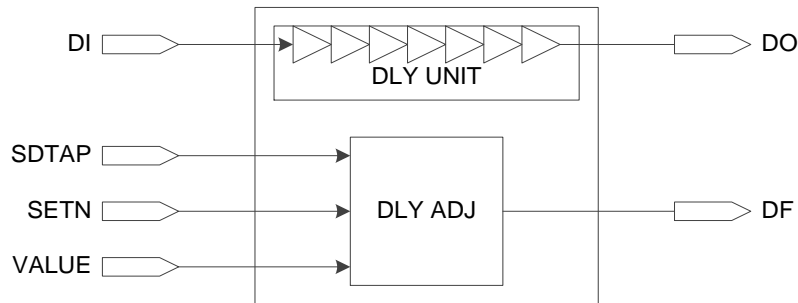 DI
DO
DLY UNIT
SDTAP
SETN
DLY ADJ
DF
VALUE